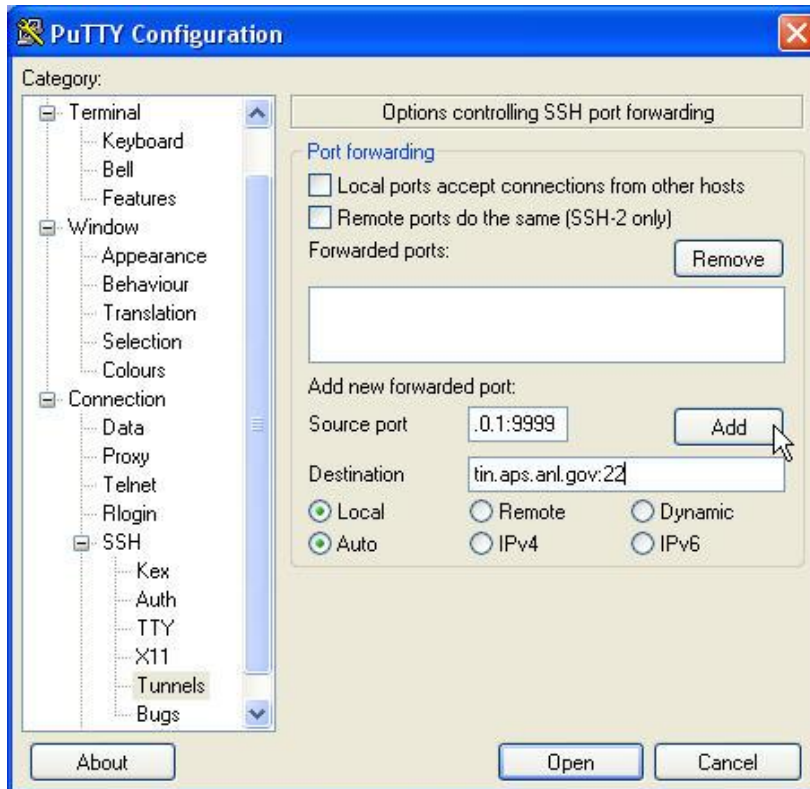 PuTTY Configuration
Category:
Terminal
Keyboard
Bell
Features
Window
Appearance
Behaviour
Translation
Selection
Colours
Connection
Data
Proxy
Telnet
Rlogin
SSH
Kex
Auth
TTY
X11
Tunnels
Bugs
Options controlling SSH port forwarding
Port forwarding
Local ports accept connections from other hosts
Remote ports do the same (SSH-2 only)
Forwarded ports:
Remove
Add new forwarded port:
Source port .0.1:9999 Add
Destination tin.aps.anl.gov:22
Local Remote Dynamic
Auto IPv4 IPv6
About Open Cancel